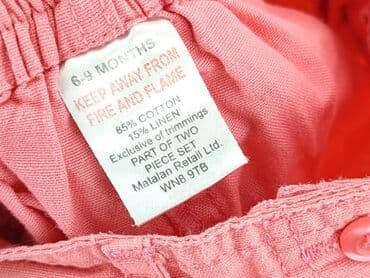 6-9 MONTHS
KEEP AWAY FROM
FIRE AND FLAME
85% COTTON
15% LINEN
Exclusive of trimmings
PART OF TWO
PIECE SET
Matalan Retail Ltd.
WN8 9TB